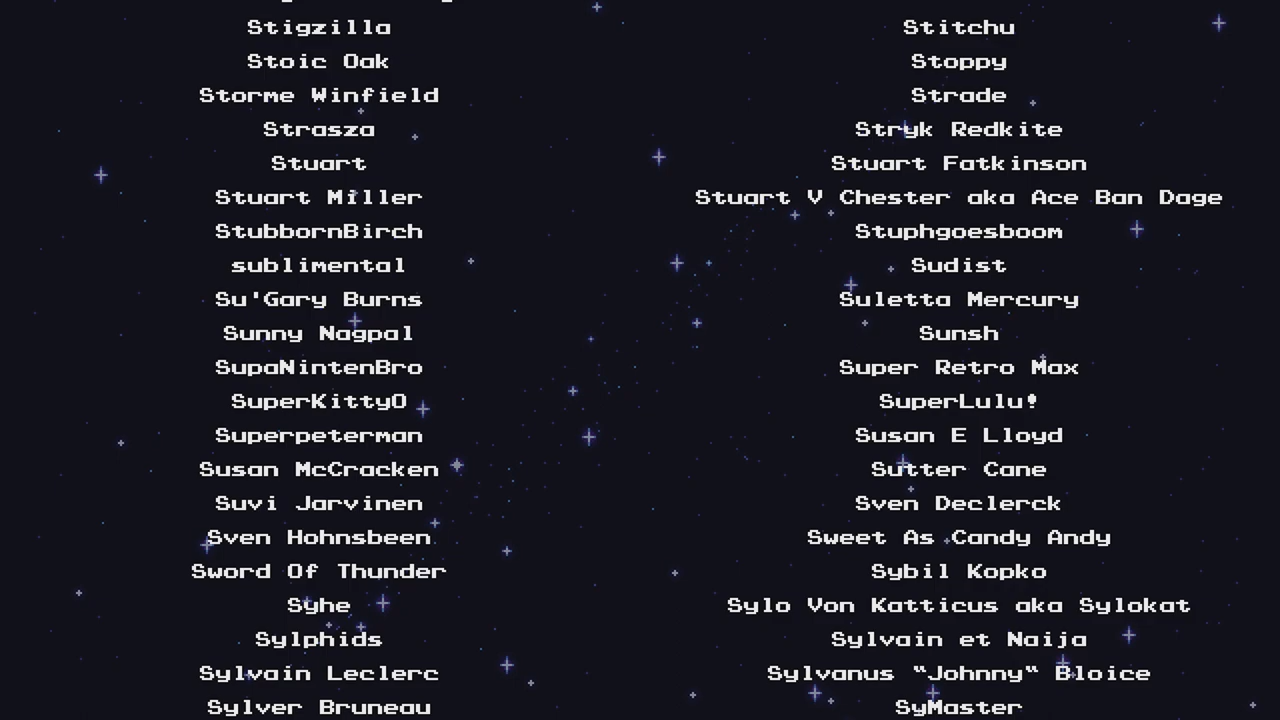 Stigzilla Stitchu
Stoic Oak Stoppy
Storme Winfield Strade
Strasza Stryk Redkite
Stuart Stuart Fatkinson
Stuart Miller Stuart V Chester aka Ace Ban Dage
StubbornBirch Stuphgoesboom
sublimental Sudist
Su'Gary Burns Suletta Mercury
Sunny Nagpal Sunsh
SupaNintenBro Super Retro Max
SuperKittyO SuperLulu!
Superpeterman Susan E Lloyd
Susan McCracken Sutter Cane
Suvi Jarvinen Sven Declerck
Sven Hohnsbeen Sweet As Candy Andy
Sword Of Thunder Sybil Kopko
Syhe Sylo Von Katticus aka Sylokat
Sylphids Sylvain et Naija
Sylvain Leclerc Sylvanus "Johnny" Bloice
Sylver Bruneau SyMaster